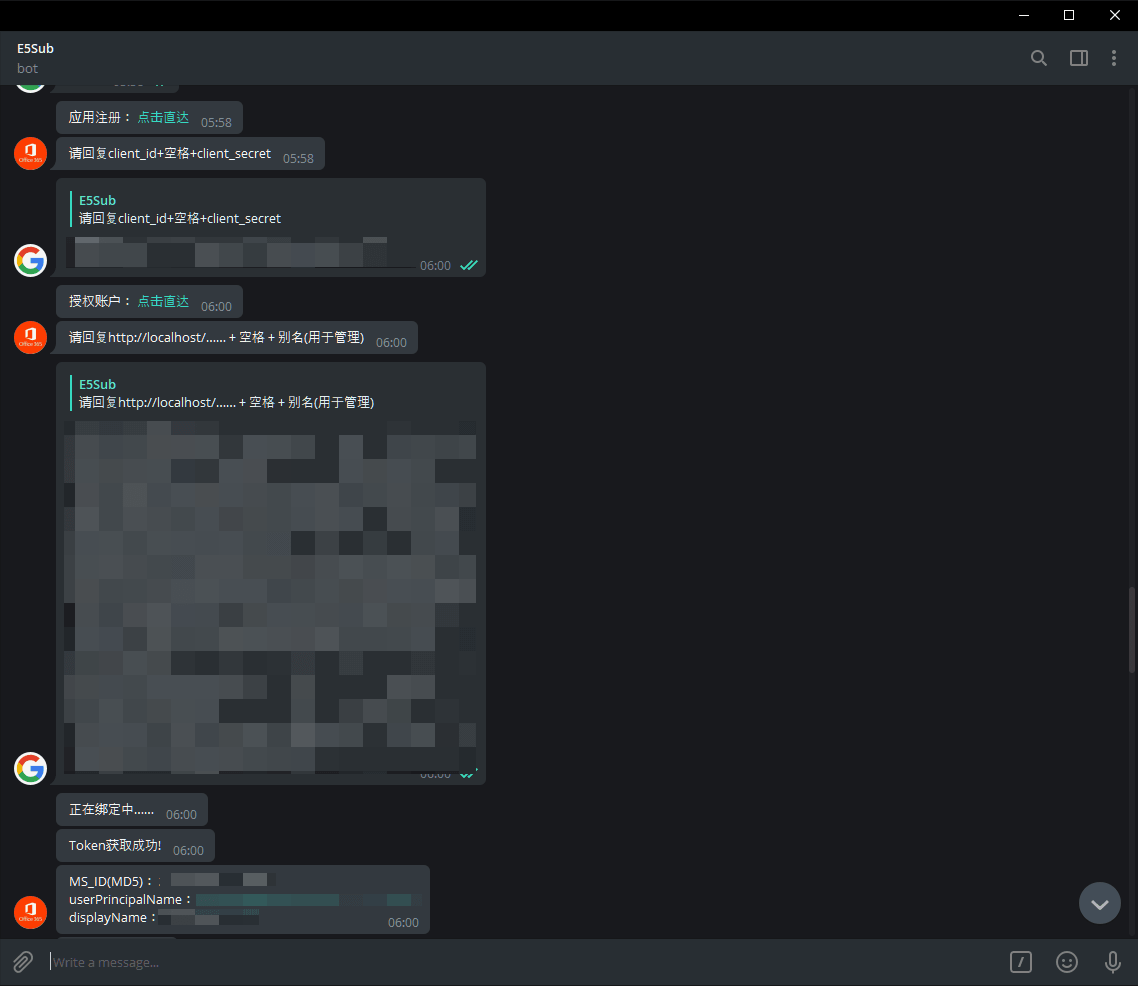 E5Sub
bot
应用注册： 点击直达 05:58
请回复client_id+空格+client_secret 05:58
E5Sub
请回复client_id+空格+client_secret
06:00
授权账户： 点击直达 06:00
请回复http://localhost/...... + 空格 + 别名(用于管理) 06:00
E5Sub
请回复http://localhost/...... + 空格 + 别名(用于管理)
06:00
正在绑定中...... 06:00
Token获取成功! 06:00
MS_ID(MD5)：
userPrincipalName：
displayName：
06:00
Write a message...